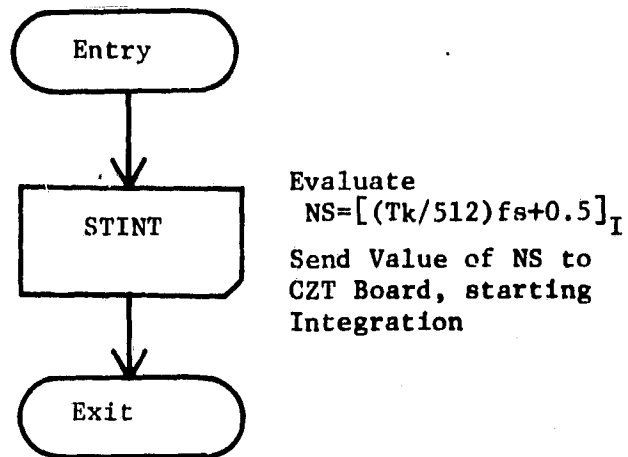 Entry
STINT
Evaluate
NS=[(Tk/512)fs+0.5]I
Send Value of NS to
CZT Board, starting
Integration
Exit